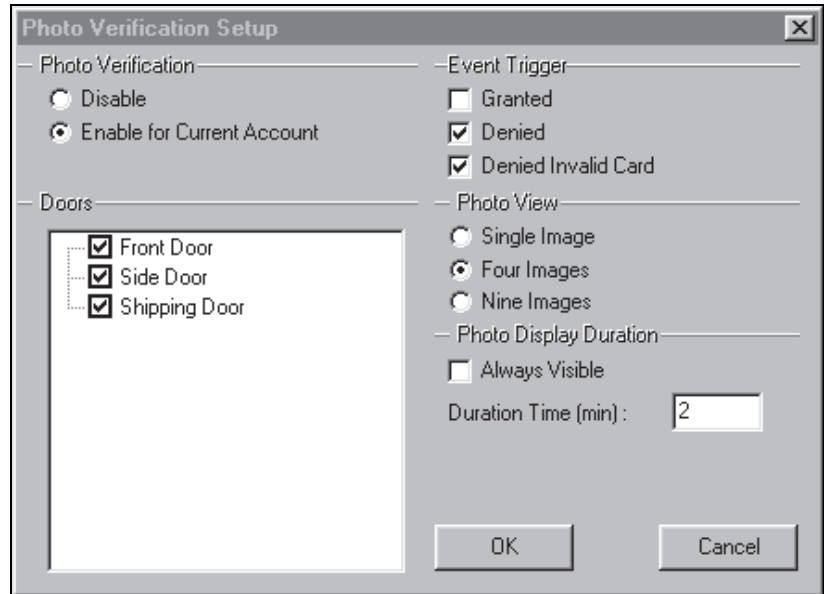 Photo Verification Setup
Photo Verification
Disable
Enable for Current Account
Doors
Front Door
Side Door
Shipping Door
Event Trigger
Granted
Denied
Denied Invalid Card
Photo View
Single Image
Four Images
Nine Images
Photo Display Duration
Always Visible
Duration Time (min) : 2
OK Cancel